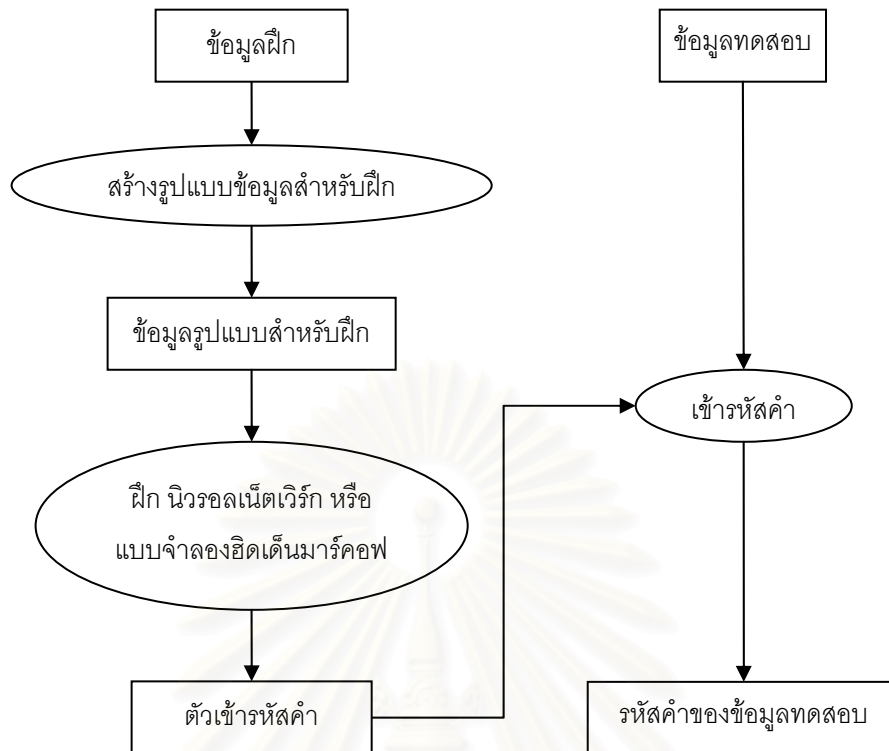 ข้อมูลฝึก
ข้อมูลทดสอบ
สร้างรูปแบบข้อมูลสำหรับฝึก
ข้อมูลรูปแบบสำหรับฝึก
เข้ารหัสคำ
ฝึก นิวรอลเน็ตเวิร์ก หรือ
แบบจำลองฮิดเด็นมาร์คอฟ
ตัวเข้ารหัสคำ
รหัสคำของข้อมูลทดสอบ